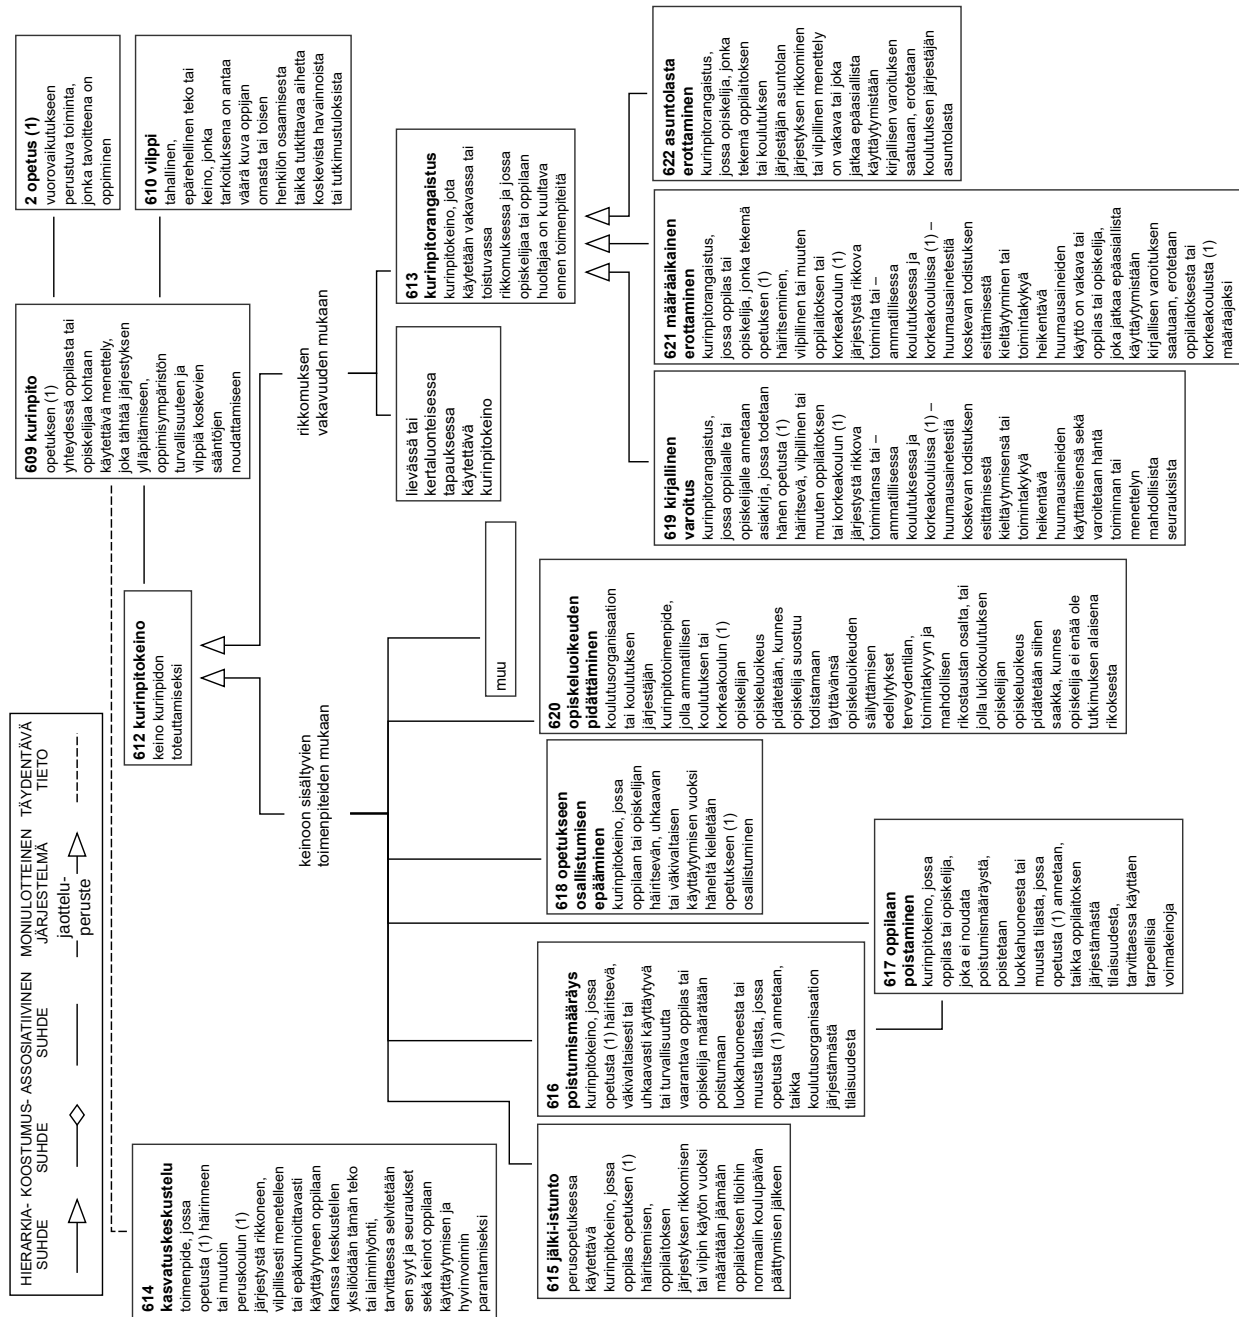 HIERARKIA-
SUHDE
KOOSTUMUS-
SUHDE
ASSOSIATIIVINEN
SUHDE
MONIULOTTEINEN
JÄRJESTELMÄ
jaottelu-
peruste
TÄYDENTÄVÄ
TIETO
2 opetus (1)
vuorovaikutukseen
perustuva toiminta,
jonka tavoitteena on
oppiminen
609 kurinpito
opetuksen (1)
yhteydessä oppilasta tai
opiskelijaa kohtaan
käytettävä menettely,
joka tähtää järjestyksen
ylläpitämiseen,
oppimisympäristön
turvallisuuteen ja
vilppiä koskevien
sääntöjen
noudattamiseen
610 vilppi
tahallinen,
epärehellinen teko tai
keino, jonka
tarkoituksena on antaa
väärä kuva oppijan
omasta tai toisen
henkilön osaamisesta
taikka tutkittavaa aihetta
koskevista havainnoista
tai tutkimustuloksista
612 kurinpitokeino
keino kurinpidon
toteuttamiseksi
614
kasvatuskeskustelu
toimenpide, jossa
opetusta (1) häirinneen
tai muutoin
peruskoulun (1)
järjestystä rikkoneen,
vilpillisesti menetelleen
tai epäkunnioittavasti
käyttäytyneen oppilaan
kanssa keskustellen
yksilöidään tämän teko
tai laiminlyönti,
tarvittaessa selvitetään
sen syyt ja seuraukset
sekä keinot oppilaan
käyttäytymisen ja
hyvinvoinnin
parantamiseksi
keinoon sisältyvien
toimenpiteiden mukaan
rikkomuksen
vakavuuden mukaan
lievässä tai
kertaluonteisessa
tapauksessa
käytettävä
kurinpitokeino
613
kurinpitorangaistus
kurinpitokeino, jota
käytetään vakavassa tai
toistuvassa
rikkomuksessa ja jossa
opiskelijaa tai oppilaan
huoltajaa on kuultava
ennen toimenpiteitä
615 jälki-istunto
perusopetuksessa
käytettävä
kurinpitokeino, jossa
oppilas opetuksen (1)
häiritsemisen,
oppilaitoksen
järjestyksen rikkomisen
tai vilpin käytön vuoksi
määrätään jäämään
oppilaitoksen tiloihin
normaalin koulupäivän
päättymisen jälkeen
616
poistumismääräys
kurinpitokeino, jossa
opetusta (1) häiritsevä,
väkivaltaisesti tai
uhkaavasti käyttäytyvä
tai turvallisuutta
vaarantava oppilas tai
opiskelija määrätään
poistumaan
luokkahuoneesta tai
muusta tilasta, jossa
opetusta (1) annetaan,
taikka
koulutusorganisaation
järjestämästä
tilaisuudesta
617 oppilaan
poistaminen
kurinpitokeino, jossa
oppilas tai opiskelija,
joka ei noudata
poistumismääräystä,
poistetaan
luokkahuoneesta tai
muusta tilasta, jossa
opetusta (1) annetaan,
taikka oppilaitoksen
järjestämästä
tilaisuudesta,
tarvittaessa käyttäen
tarpeellisia
voimakeinoja
618 opetukseen
osallistumisen
epääminen
kurinpitokeino, jossa
oppilaan tai opiskelijan
häiritsevän, uhkaavan
tai väkivaltaisen
käyttäytymisen vuoksi
häneltä kielletään
opetukseen (1)
osallistuminen
620
opiskeluoikeuden
pidättäminen
koulutusorganisaation
tai koulutuksen
järjestäjän
kurinpitotoimenpide,
jolla ammatillisen
koulutuksen tai
korkeakoulun (1)
opiskelijan
opiskeluoikeus
pidätetään, kunnes
opiskelija suostuu
todistamaan
täyttävänsä
opiskeluoikeuden
säilyttämisen
edellytykset
terveydentilan,
toimintakyvyn ja
mahdollisen
rikostaustan osalta, tai
jolla lukiokoulutuksen
opiskelijan
opiskeluoikeus
pidätetään siihen
saakka, kunnes
opiskelija ei enää ole
tutkimuksen alaisena
rikoksesta
muu
619 kirjallinen
varoitus
kurinpitorangaistus,
jossa oppilaalle tai
opiskelijalle annetaan
asiakirja, jossa todetaan
hänen opetusta (1)
häiritsevä, vilpillinen tai
muuten oppilaitoksen
tai korkeakoulun (1)
järjestystä rikkova
toimintansa tai –
ammatillisessa
koulutuksessa ja
korkeakouluissa (1) –
huumausainetestiä
koskevan todistuksen
esittämisestä
kieltäytymisensä tai
toimintakykyä
heikentävä
huumausaineiden
käyttämisensä sekä
varoitetaan häntä
toiminnan tai
menettelyn
mahdollisista
seurauksista
621 määräaikainen
erottaminen
kurinpitorangaistus,
jossa oppilas tai
opiskelija, jonka tekemä
opetuksen (1)
häiritseminen,
vilpillinen tai muuten
oppilaitoksen tai
korkeakoulun (1)
järjestystä rikkova
toiminta tai –
ammatillisessa
koulutuksessa ja
korkeakouluissa (1) –
huumausainetestiä
koskevan todistuksen
esittämisestä
kieltäytyminen tai
toimintakykyä
heikentävä
huumausaineiden
käyttö on vakava tai
oppilas tai opiskelija,
joka jatkaa epäasiallista
käyttäytymistään
kirjallisen varoituksen
saatuaan, erotetaan
oppilaitoksesta tai
korkeakoulusta (1)
määräajaksi
622 asuntolasta
erottaminen
kurinpitorangaistus,
jossa opiskelija, jonka
tekemä oppilaitoksen
tai koulutuksen
järjestäjän asuntolan
järjestyksen rikkominen
tai vilpillinen menettely
on vakava tai joka
jatkaa epäasiallista
käyttäytymistään
kirjallisen varoituksen
saatuaan, erotetaan
koulutuksen järjestäjän
asuntolasta